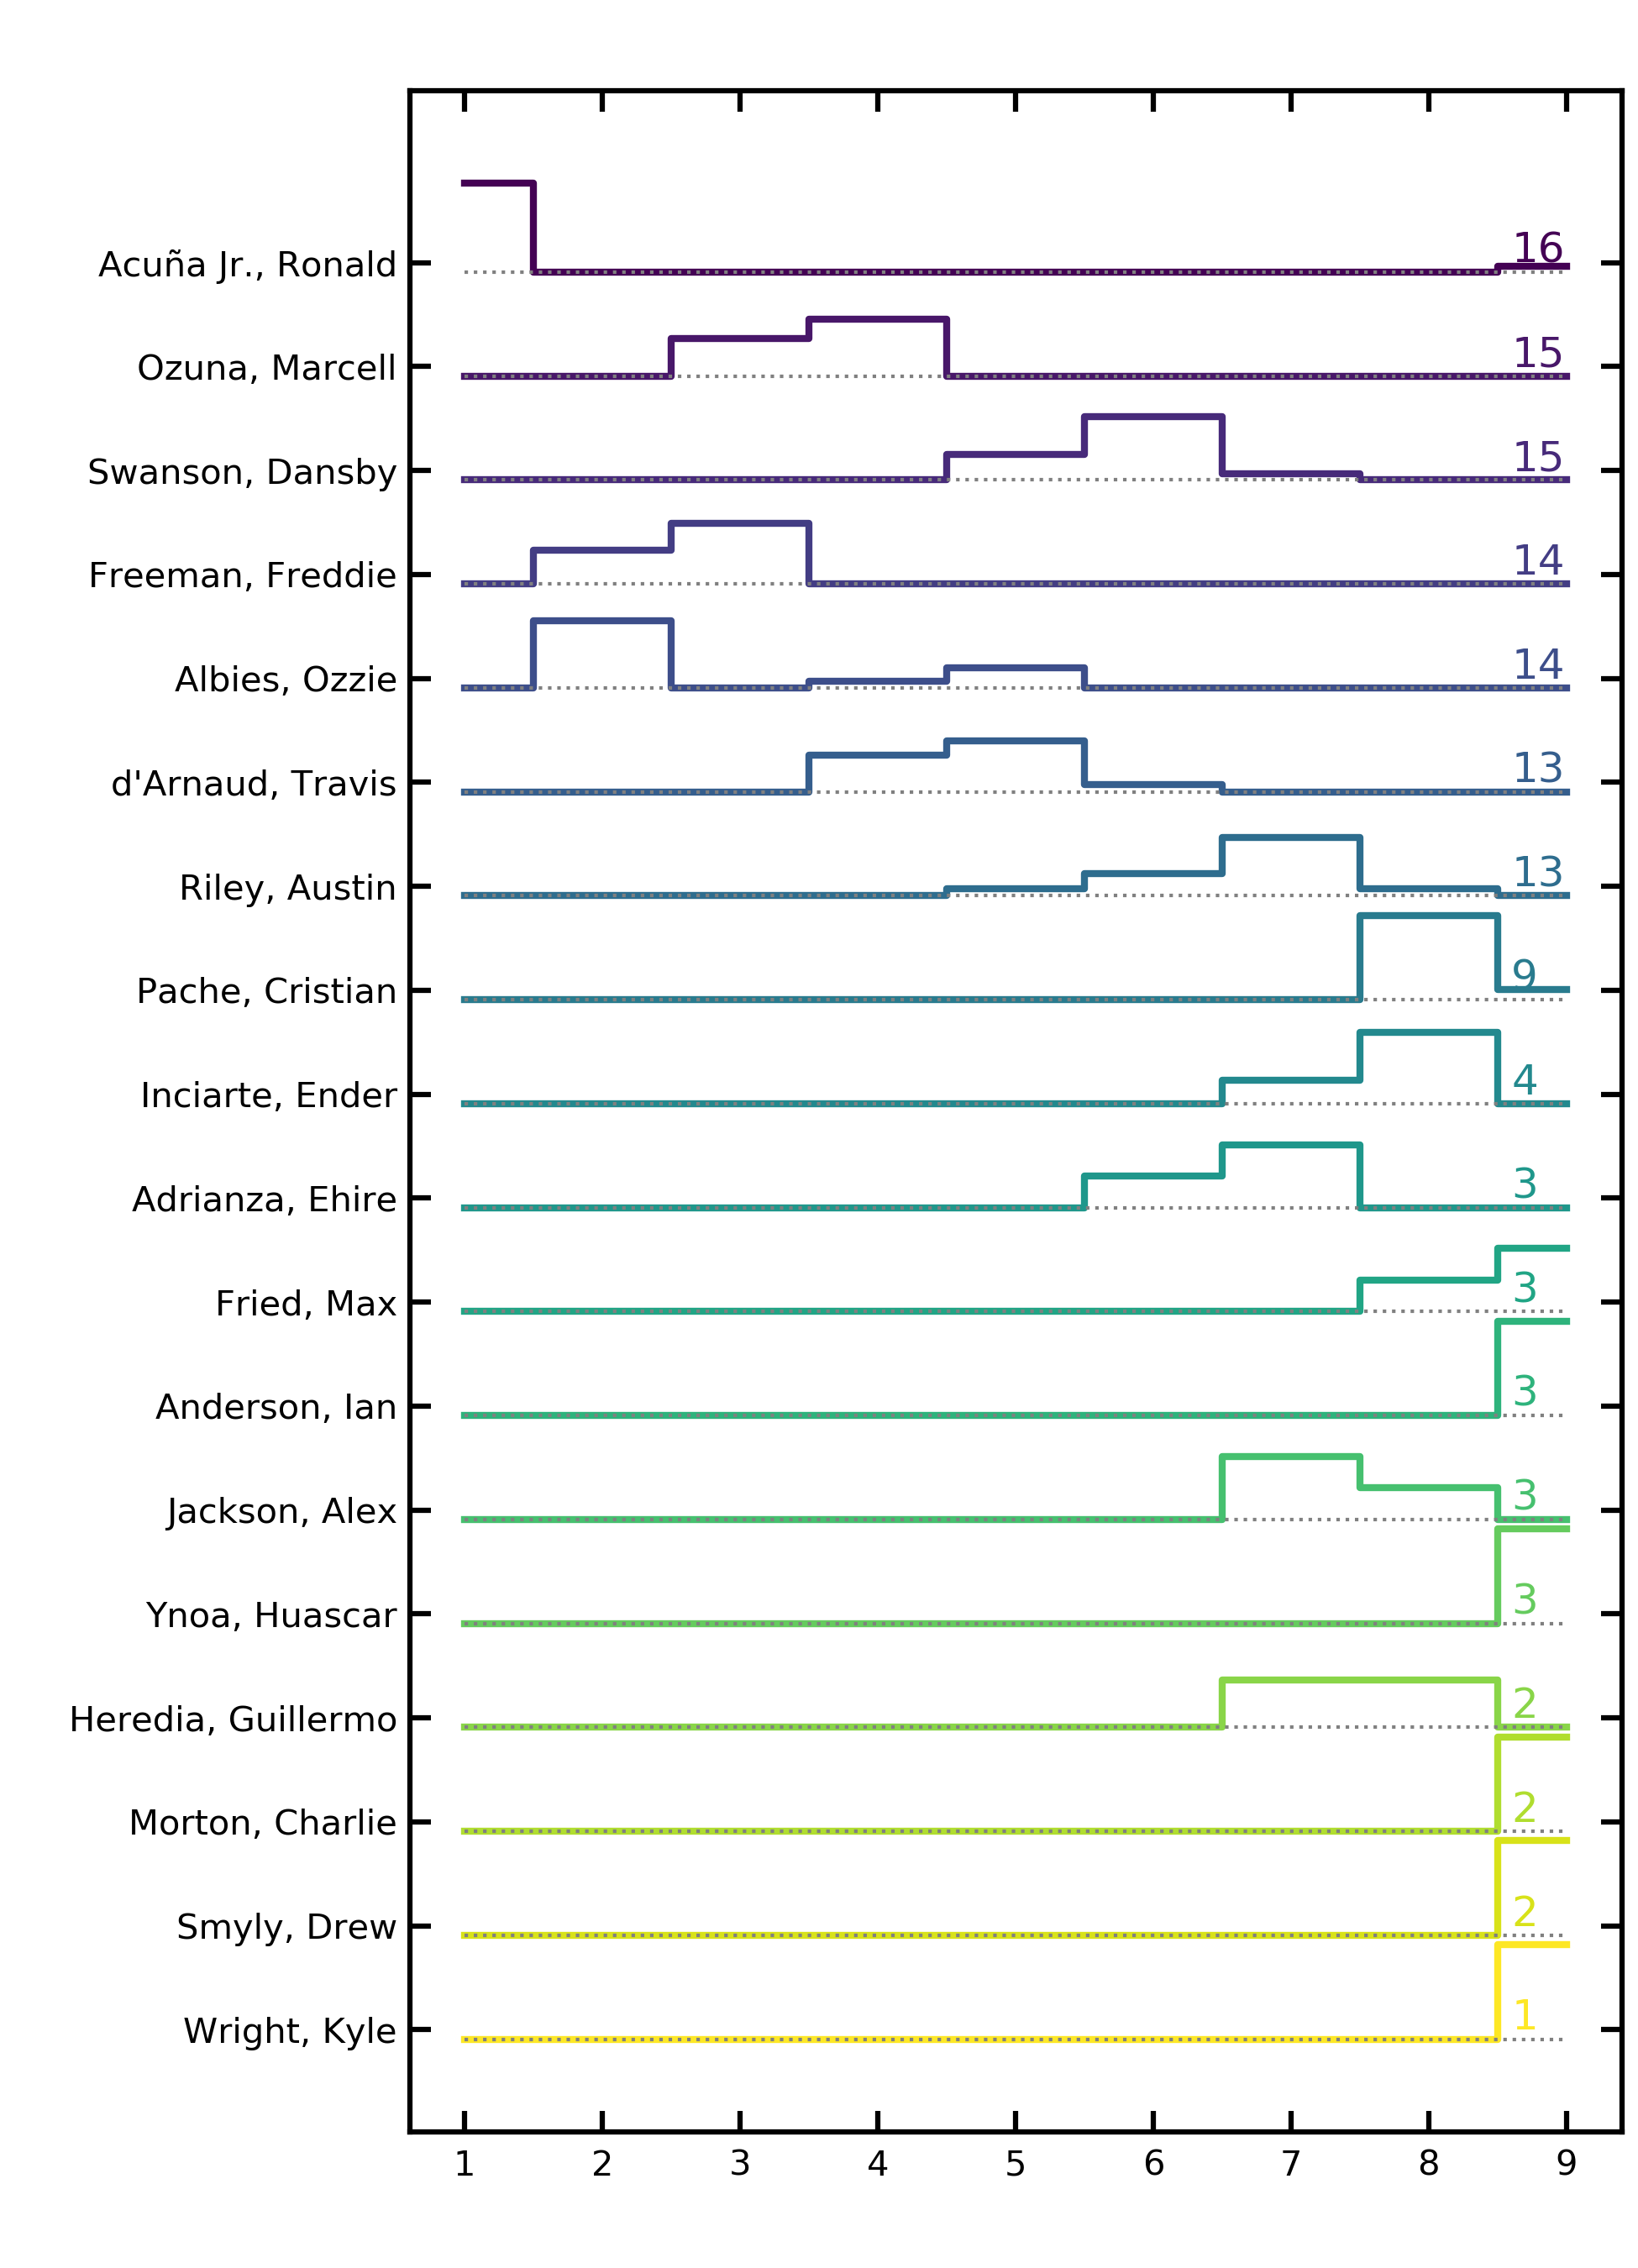 Acuña Jr., Ronald 16
Ozuna, Marcell 15
Swanson, Dansby 15
Freeman, Freddie 14
Albies, Ozzie 14
d'Arnaud, Travis 13
Riley, Austin 13
Pache, Cristian 9
Inciarte, Ender 4
Adrianza, Ehire 3
Fried, Max 3
Anderson, Ian 3
Jackson, Alex 3
Ynoa, Huascar 3
Heredia, Guillermo 2
Morton, Charlie 2
Smyly, Drew 2
Wright, Kyle 1
1 2 3 4 5 6 7 8 9